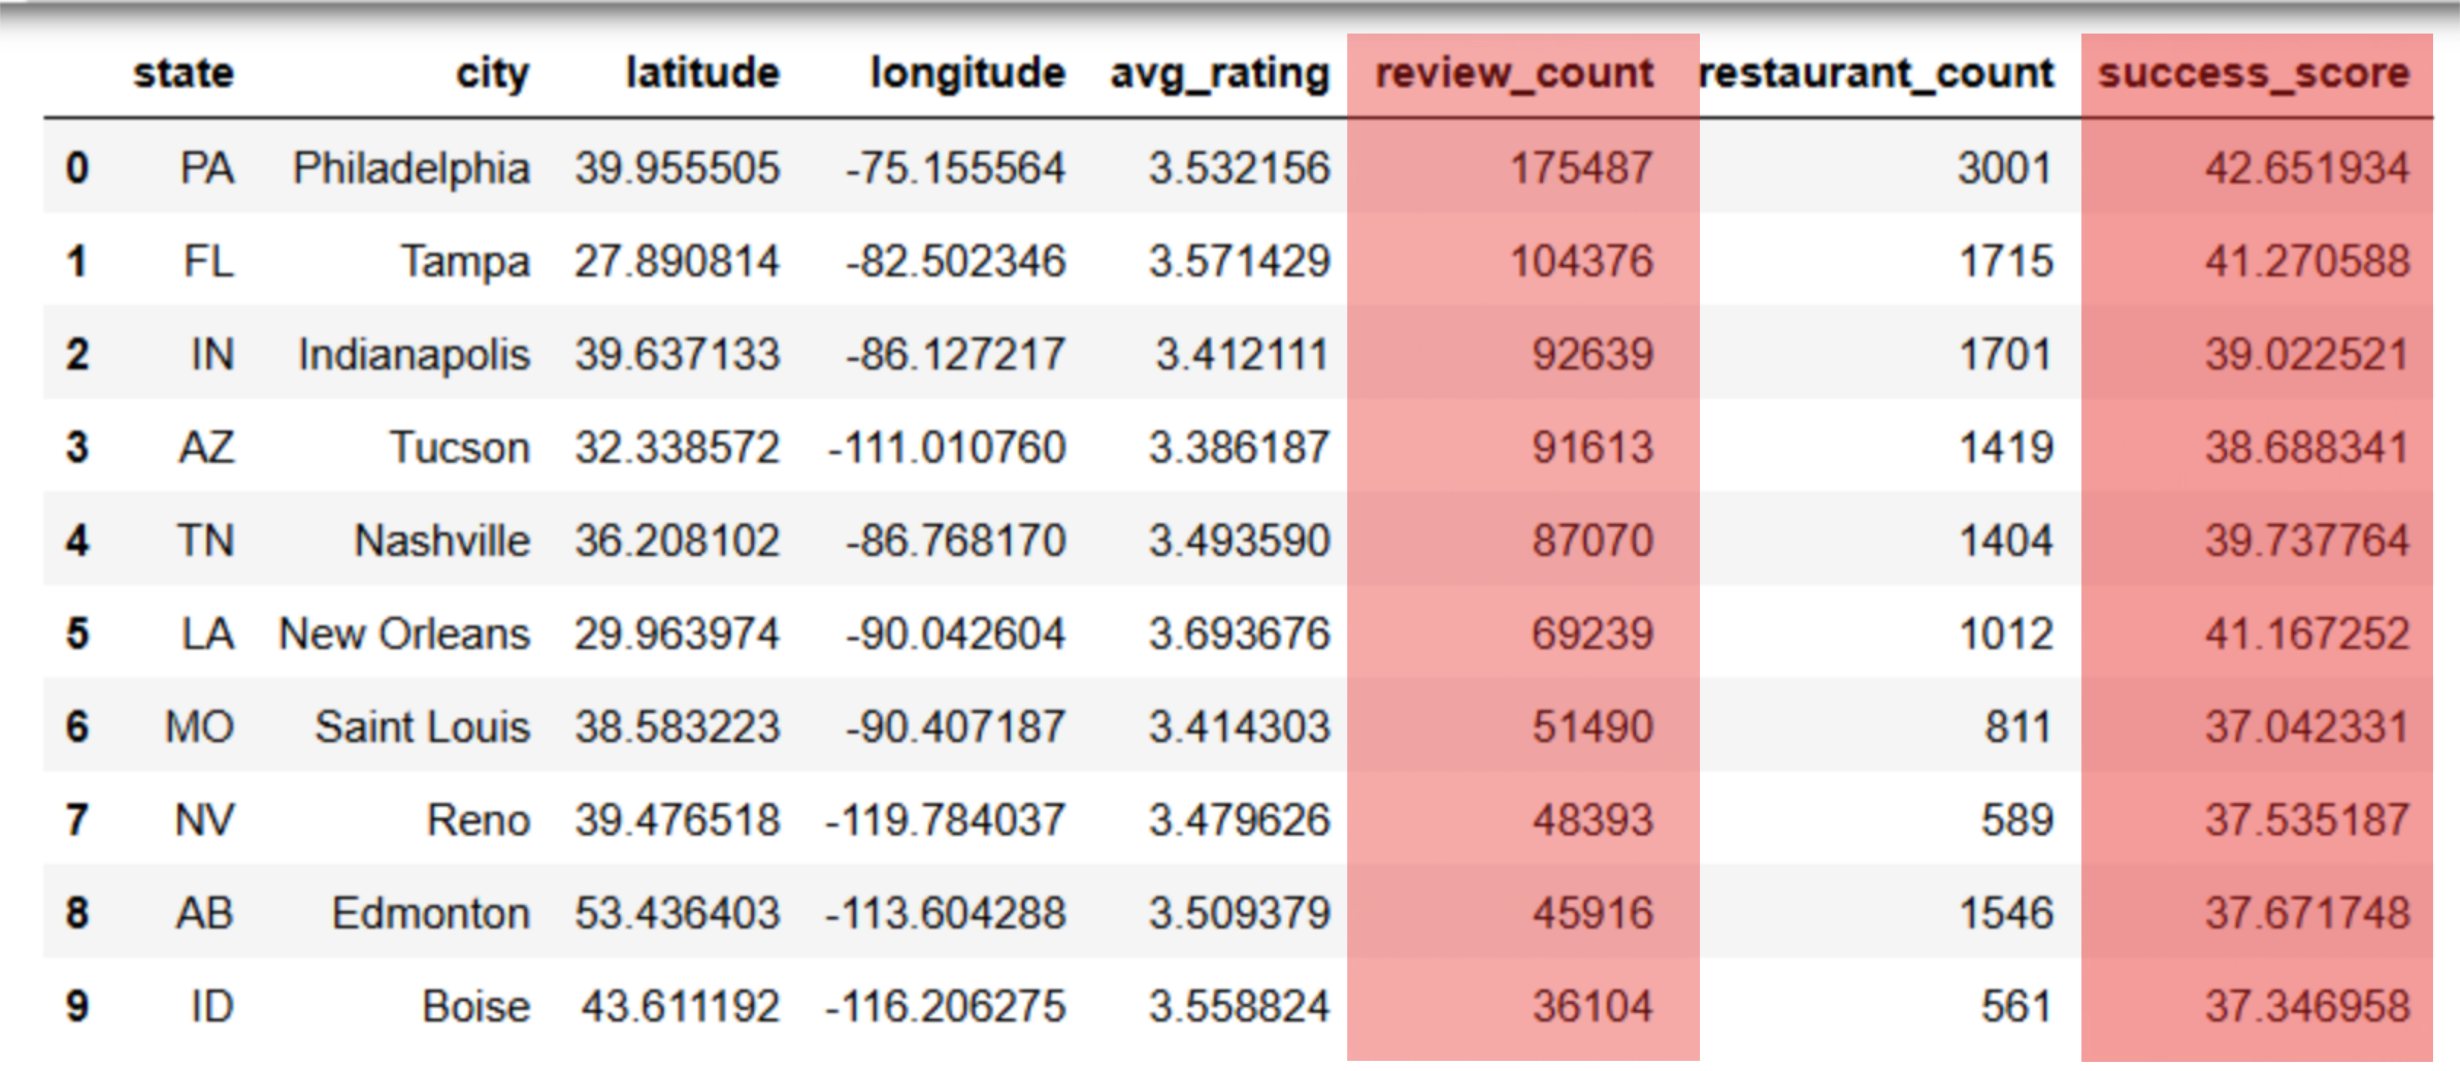 state city latitude longitude avg_rating review_count restaurant_count success_score
0 PA Philadelphia 39.955505 -75.155564 3.532156 175487 3001 42.651934
1 FL Tampa 27.890814 -82.502346 3.571429 104376 1715 41.270588
2 IN Indianapolis 39.637133 -86.127217 3.412111 92639 1701 39.022521
3 AZ Tucson 32.338572 -111.010760 3.386187 91613 1419 38.688341
4 TN Nashville 36.208102 -86.768170 3.493590 87070 1404 39.737764
5 LA New Orleans 29.963974 -90.042604 3.693676 69239 1012 41.167252
6 MO Saint Louis 38.583223 -90.407187 3.414303 51490 811 37.042331
7 NV Reno 39.476518 -119.784037 3.479626 48393 589 37.535187
8 AB Edmonton 53.436403 -113.604288 3.509379 45916 1546 37.671748
9 ID Boise 43.611192 -116.206275 3.558824 36104 561 37.346958